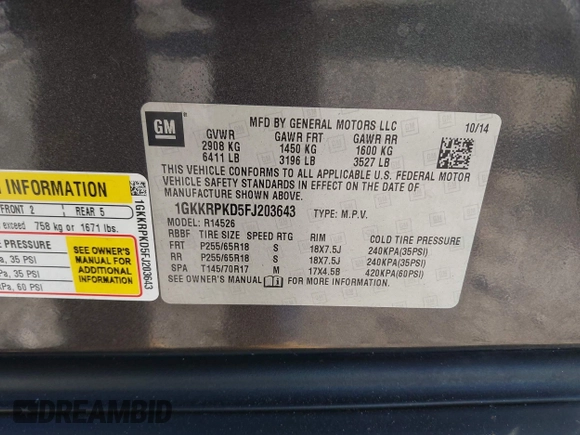 GM
MFD BY GENERAL MOTORS LLC 10/14
GVWR GAWR FRT GAWR RR
2908 KG 1450 KG 1600 KG
6411 LB 3196 LB 3527 LB
THIS VEHICLE CONFORMS TO ALL APPLICABLE U.S. FEDERAL MOTOR
VEHICLE SAFETY STANDARDS IN EFFECT ON THE DATE OF
MANUFACTURE SHOWN ABOVE.
1GKKRPKD5FJ203643 TYPE: M.P.V.
MODEL: R14526
RBBF TIRE SIZE SPEED RTG RIM COLD TIRE PRESSURE
FRT P255/65R18 S 18X7.5J 240KPA(35PSI)
RR P255/65R18 S 18X7.5J 240KPA(35PSI)
SPA T145/70R17 M 17X4.5B 420KPA(60PSI)
SEE OWNER'S MANUAL FOR MORE INFORMATION.
INFORMATION
FRONT 2 REAR 5
exceed 758 kg or 1671 lbs.
PRESSURE
, 35 PSI
, 35 PSI
Pa, 60 PSI
SEE OWNER'S
MANUAL FOR
ADDITIONAL
INFORMATION
1GKKRPKD5FJ203643
DREAMBID